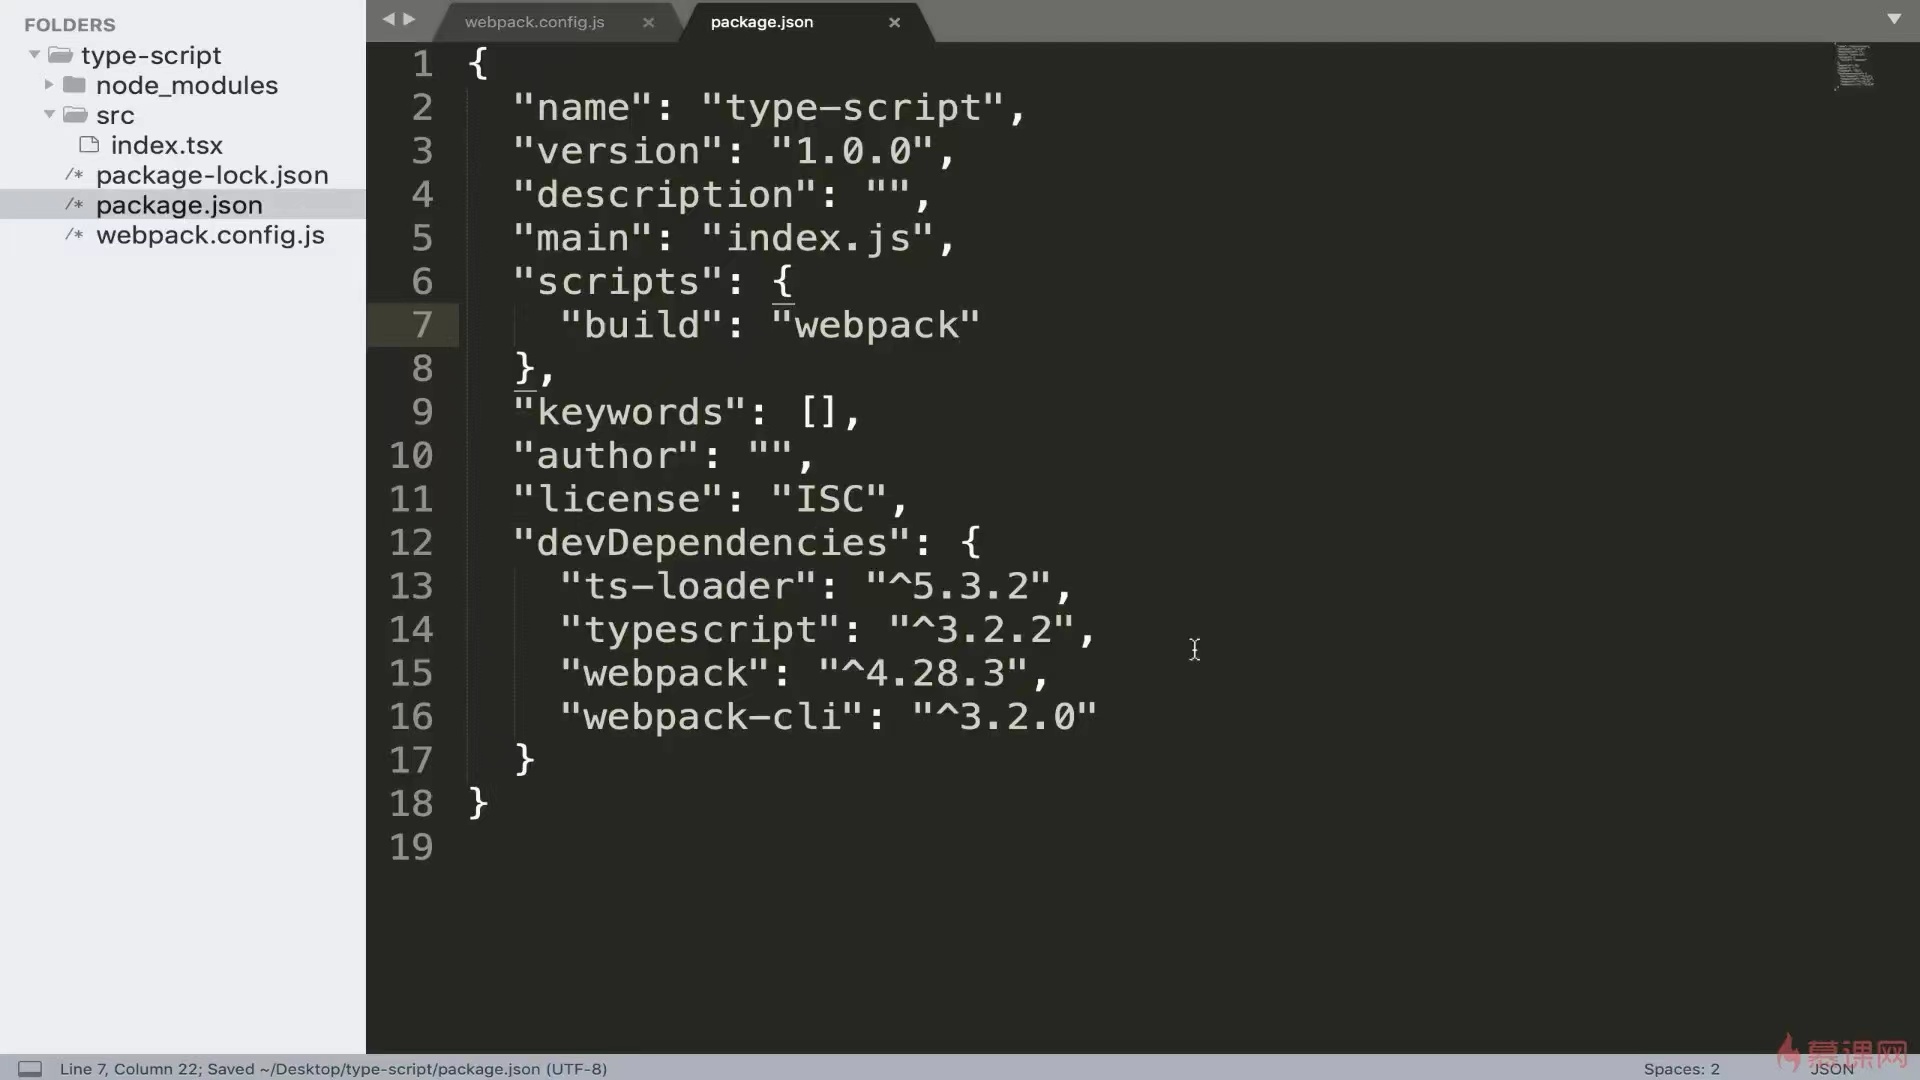 FOLDERS
type-script
node_modules
src
index.tsx
/* package-lock.json
/* package.json
/* webpack.config.js
webpack.config.js ×
package.json ×
1 {
2 "name": "type-script",
3 "version": "1.0.0",
4 "description": "",
5 "main": "index.js",
6 "scripts": {
7 "build": "webpack"
8 },
9 "keywords": [],
10 "author": "",
11 "license": "ISC",
12 "devDependencies": {
13 "ts-loader": "^5.3.2",
14 "typescript": "^3.2.2",
15 "webpack": "^4.28.3",
16 "webpack-cli": "^3.2.0"
17 }
18 }
19
慕课网
Line 7, Column 22; Saved ~/Desktop/type-script/package.json (UTF-8)
Spaces: 2
JSON